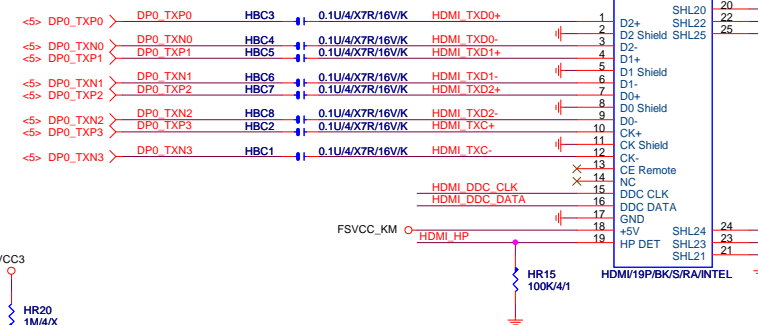 SHL20 20
<5> DP0_TXP0 DP0_TXP0 HBC3 0.1U/4/X7R/16V/K HDMI_TXD0+ 1 D2+ SHL22 22
2 D2 Shield SHL25 25
<5> DP0_TXN0 DP0_TXN0 HBC4 0.1U/4/X7R/16V/K HDMI_TXD0- 3 D2-
<5> DP0_TXP1 DP0_TXP1 HBC5 0.1U/4/X7R/16V/K HDMI_TXD1+ 4 D1+
5 D1 Shield
<5> DP0_TXN1 DP0_TXN1 HBC6 0.1U/4/X7R/16V/K HDMI_TXD1- 6 D1-
<5> DP0_TXP2 DP0_TXP2 HBC7 0.1U/4/X7R/16V/K HDMI_TXD2+ 7 D0+
8 D0 Shield
<5> DP0_TXN2 DP0_TXN2 HBC8 0.1U/4/X7R/16V/K HDMI_TXD2- 9 D0-
<5> DP0_TXP3 DP0_TXP3 HBC2 0.1U/4/X7R/16V/K HDMI_TXC+ 10 CK+
11 CK Shield
<5> DP0_TXN3 DP0_TXN3 HBC1 0.1U/4/X7R/16V/K HDMI_TXC- 12 CK-
13 CE Remote
14 NC
HDMI_DDC_CLK 15 DDC CLK
HDMI_DDC_DATA 16 DDC DATA
17 GND
FSVCC_KM 18 +5V SHL24 24
HDMI_HP 19 HP DET SHL23 23
SHL21 21
VCC3
HR15 HDMI/19P/BK/S/RA/INTEL
100K/4/1
HR20
1M/4/X